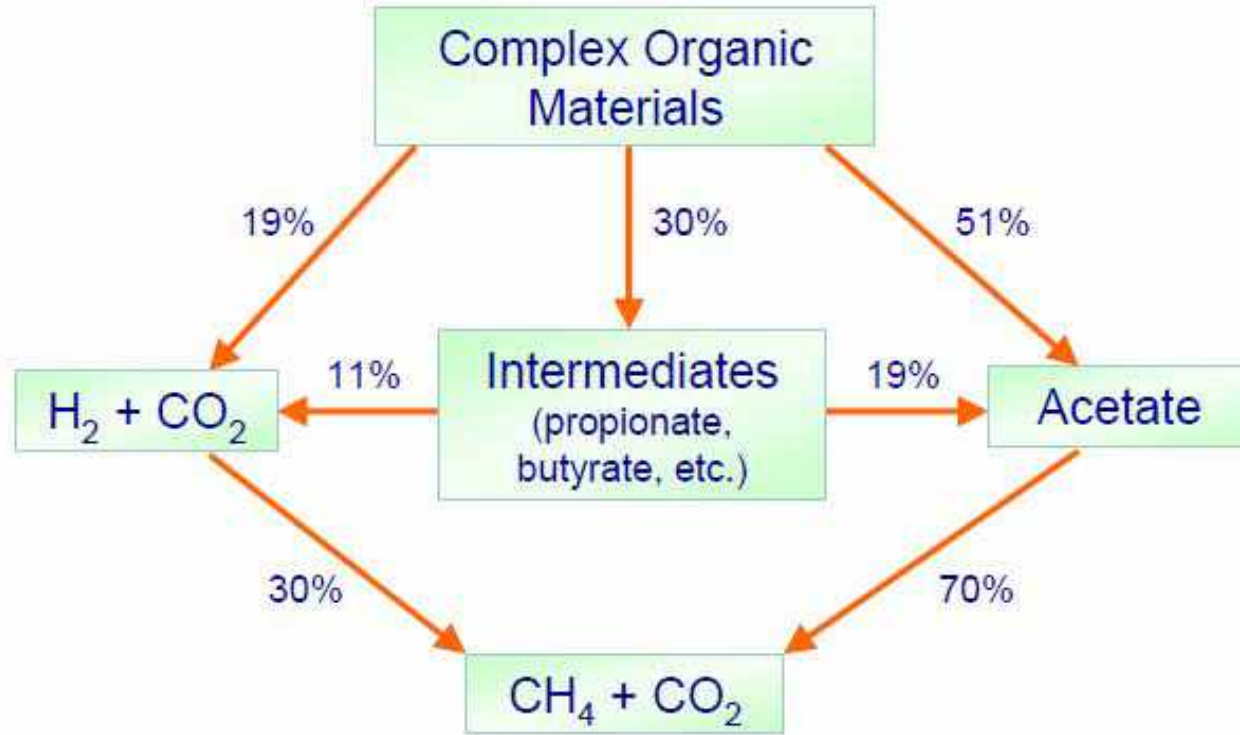 Complex Organic
Materials
19%
30%
51%
H₂ + CO₂
11%
Intermediates
(propionate,
butyrate, etc.)
19%
Acetate
30%
70%
CH₄ + CO₂